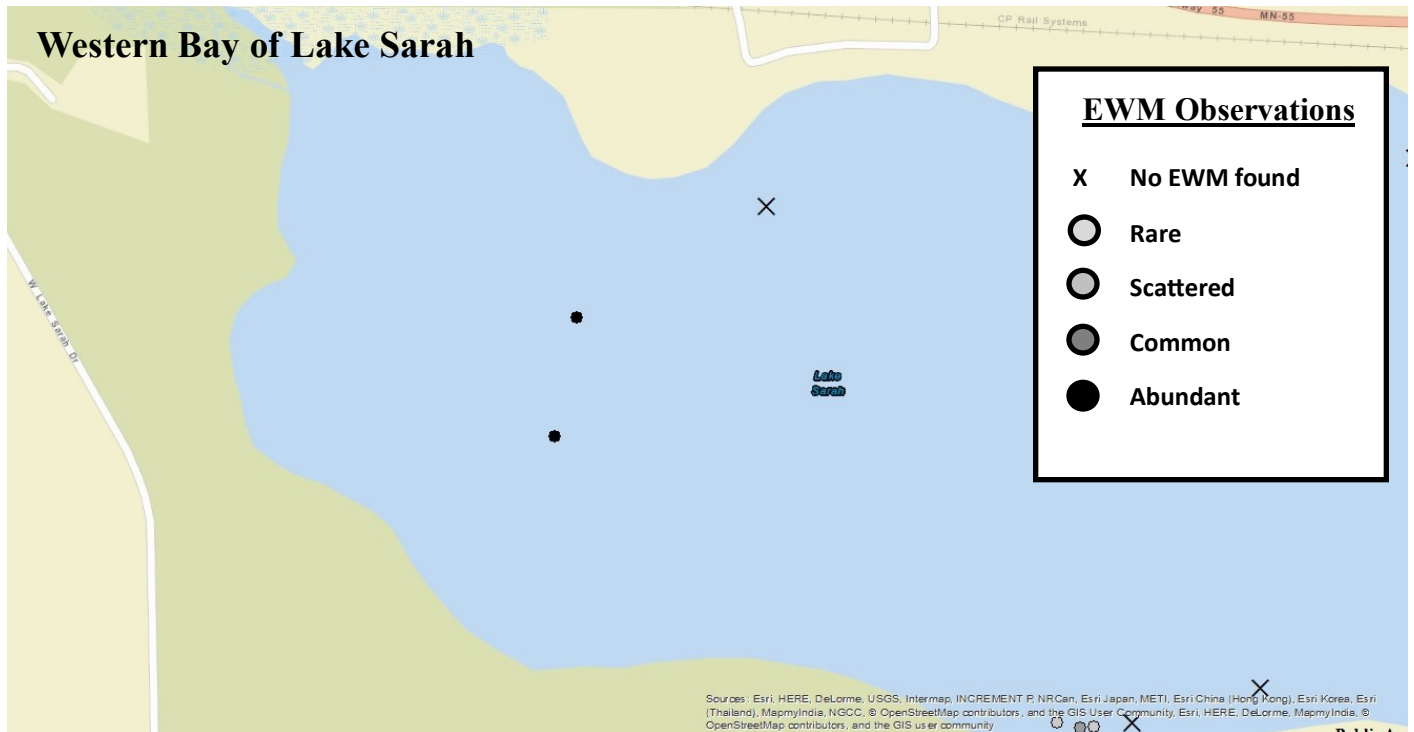 Western Bay of Lake Sarah
CP Rail Systems
way 55
MN-55
EWM Observations
X No EWM found
Rare
Scattered
Common
Abundant
W Lake Sarah Dr
Lake
Sarah
Sources: Esri, HERE, DeLorme, USGS, Intermap, INCREMENT P, NRCan, Esri Japan, METI, Esri China (Hong Kong), Esri Korea, Esri
(Thailand), MapmyIndia, NGCC, © OpenStreetMap contributors, and the GIS User Community, Esri, HERE, DeLorme, MapmyIndia, ©
OpenStreetMap contributors, and the GIS user community